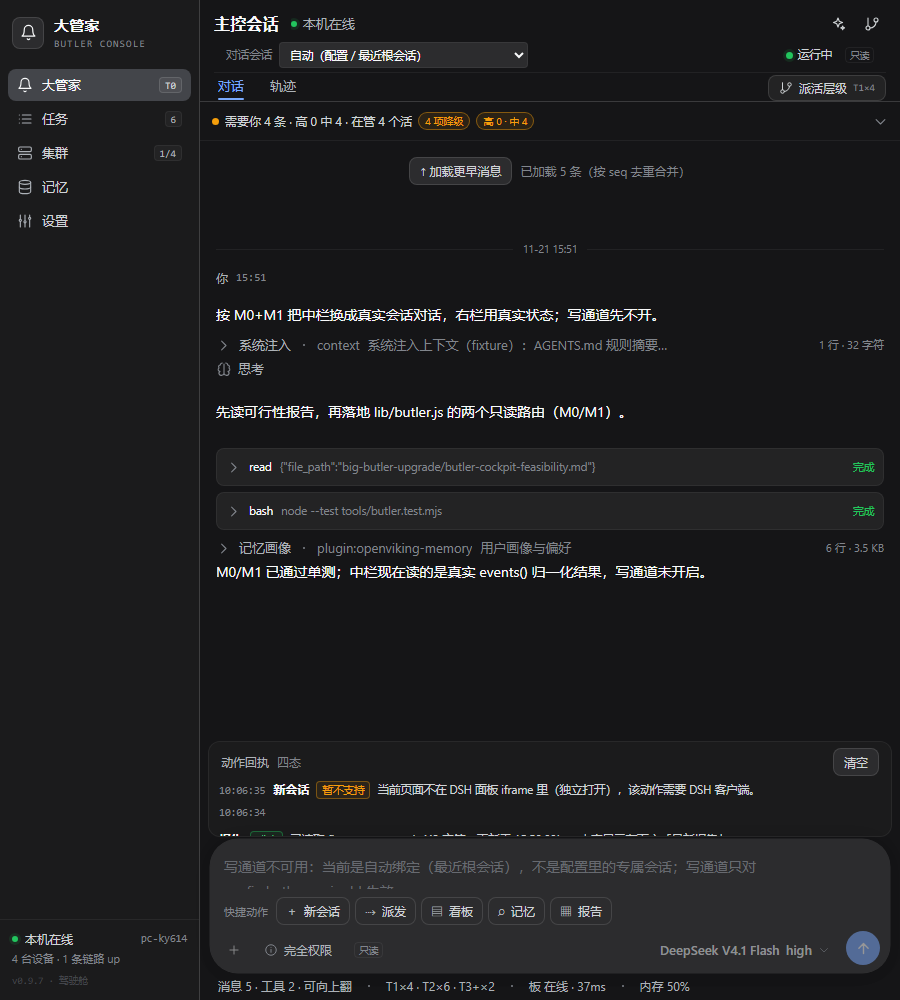 大管家
BUTLER CONSOLE
大管家 T0
任务 6
集群 1/4
记忆
设置
本机在线 pc-ky614
4 台设备 · 1 条链路 up
v0.9.7 · 驾驶舱
主控会话 本机在线
对话会话 自动（配置 / 最近根会话） 运行中 只读
对话 轨迹 派活层级 T1×4
需要你 4 条 · 高 0 中 4 · 在管 4 个活 4 项降级 高 0 · 中 4
↑ 加载更早消息 已加载 5 条（按 seq 去重合并）
11-21 15:51
你 15:51
按 M0+M1 把中栏换成真实会话对话，右栏用真实状态；写通道先不开。
系统注入 · context 系统注入上下文（fixture）：AGENTS.md 规则摘要… 1 行 · 32 字符
思考
先读可行性报告，再落地 lib/butler.js 的两个只读路由（M0/M1）。
read {"file_path":"big-butler-upgrade/butler-cockpit-feasibility.md"} 完成
bash node --test tools/butler.test.mjs 完成
记忆画像 · plugin:openviking-memory 用户画像与偏好 6 行 · 3.5 KB
M0/M1 已通过单测；中栏现在读的是真实 events() 归一化结果，写通道未开启。
动作回执 四态 清空
10:06:35 新会话 暂不支持 当前页面不在 DSH 面板 iframe 里（独立打开），该动作需要 DSH 客户端。
10:06:34
写通道不可用：当前是自动绑定（最近根会话），不是配置里的专属会话；写通道只对
快捷动作 + 新会话 派发 看板 记忆 报告
+ 完全权限 只读 DeepSeek V4.1 Flash high
消息 5 · 工具 2 · 可向上翻 · T1×4 · T2×6 · T3+×2 · 板 在线 · 37ms · 内存 50%